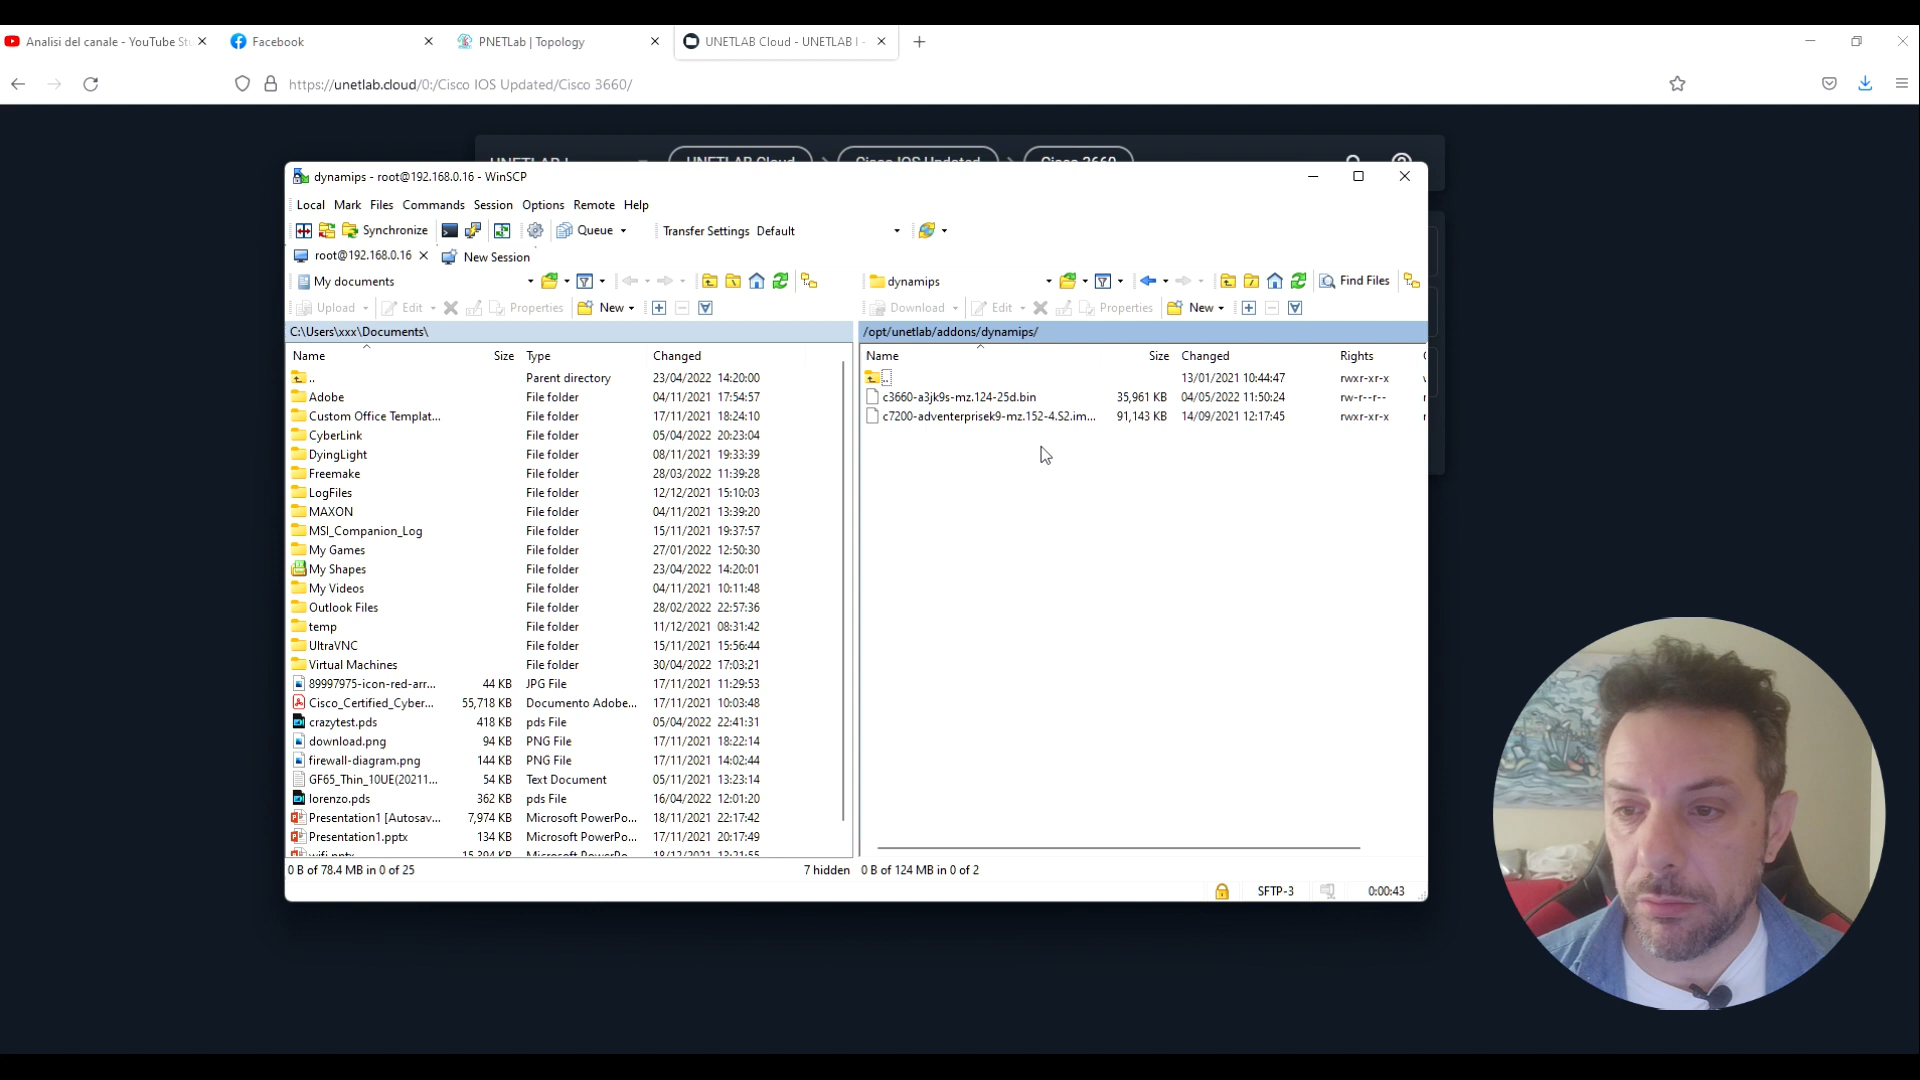 Analisi del canale - YouTube St
Facebook
PNETLab | Topology
UNETLAB Cloud - UNETLAB I -
https://unetlab.cloud/0:/Cisco IOS Updated/Cisco 3660/
dynamips - root@192.168.0.16 - WinSCP
Local Mark Files Commands Session Options Remote Help
Synchronize Queue Transfer Settings Default
root@192.168.0.16 New Session
My documents
Upload Edit Properties New
C:\Users\xxx\Documents\
Name Size Type Changed
.. Parent directory 23/04/2022 14:20:00
Adobe File folder 04/11/2021 17:54:57
Custom Office Templat... File folder 17/11/2021 18:24:10
CyberLink File folder 05/04/2022 20:23:04
DyingLight File folder 08/11/2021 19:33:39
Freemake File folder 28/03/2022 11:39:28
LogFiles File folder 12/12/2021 15:10:03
MAXON File folder 04/11/2021 13:39:20
MSI_Companion_Log File folder 15/11/2021 19:37:57
My Games File folder 27/01/2022 12:50:30
My Shapes File folder 23/04/2022 14:20:01
My Videos File folder 04/11/2021 10:11:48
Outlook Files File folder 28/02/2022 22:57:36
temp File folder 11/12/2021 08:31:42
UltraVNC File folder 15/11/2021 15:56:44
Virtual Machines File folder 30/04/2022 17:03:21
89997975-icon-red-arr... 44 KB JPG File 17/11/2021 11:29:53
Cisco_Certified_Cyber... 55,718 KB Documento Adobe... 17/11/2021 10:03:48
crazytest.pds 418 KB pds File 05/04/2022 22:41:31
download.png 94 KB PNG File 17/11/2021 18:22:14
firewall-diagram.png 144 KB PNG File 17/11/2021 14:02:44
GF65_Thin_10UE(20211... 54 KB Text Document 05/11/2021 13:23:14
lorenzo.pds 362 KB pds File 16/04/2022 12:01:20
Presentation1 [Autosav... 7,974 KB Microsoft PowerPo... 18/11/2021 22:17:42
Presentation1.pptx 134 KB Microsoft PowerPo... 17/11/2021 20:17:49
0 B of 78.4 MB in 0 of 25 7 hidden
dynamips Find Files
Download Edit Properties New
/opt/unetlab/addons/dynamips/
Name Size Changed Rights
.. 13/01/2021 10:44:47 rwxr-xr-x
c3660-a3jk9s-mz.124-25d.bin 35,961 KB 04/05/2022 11:50:24 rw-r--r--
c7200-adventerprisek9-mz.152-4.S2.im... 91,143 KB 14/09/2021 12:17:45 rwxr-xr-x
0 B of 124 MB in 0 of 2
SFTP-3 0:00:43